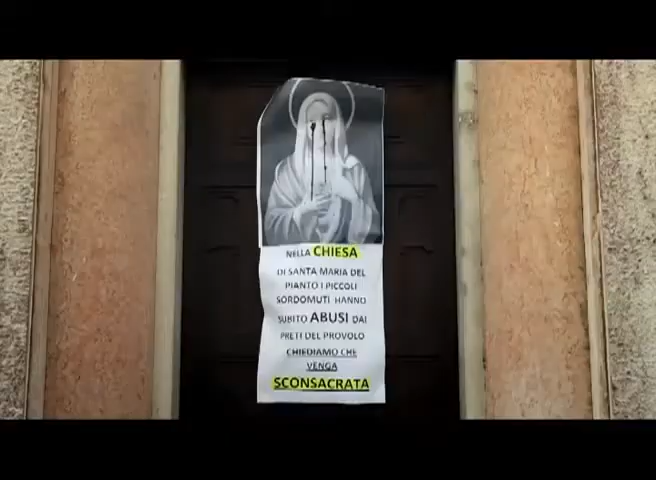 NELLA CHIESA
DI SANTA MARIA DEL
PIANTO I PICCOLI
SORDOMUTI HANNO
SUBITO ABUSI DAI
PRETI DEL PROVOLO
CHIEDIAMO CHE
VENGA
SCONSACRATA